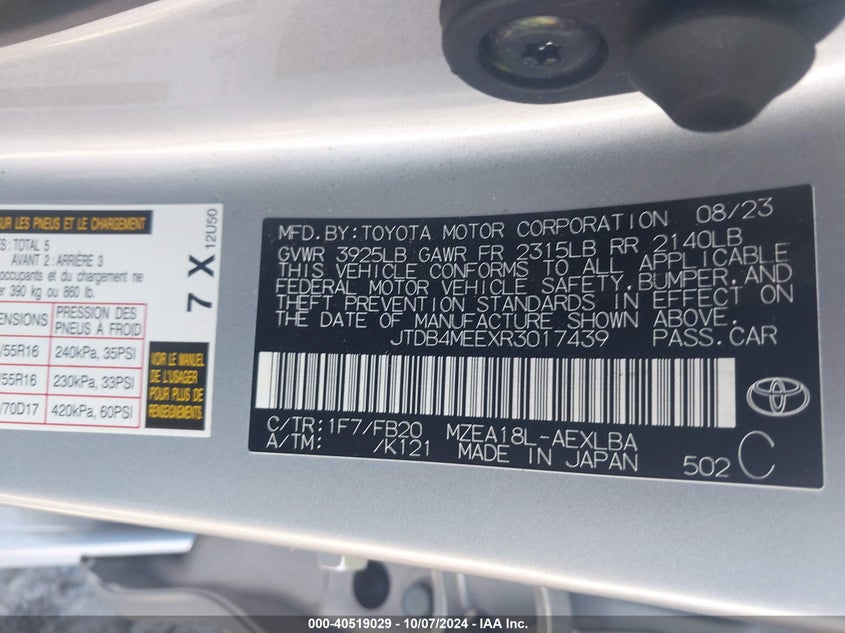 SUR LES PNEUS ET LE CHARGEMENT
: TOTAL 5
AVANT 2 : ARRIÈRE 3
occupants et du chargement ne
390 kg ou 860 lb.
PRESSION DES
PNEUS À FROID
/55R16 240kPa, 35PSI
/55R16 230kPa, 33PSI
/70D17 420kPa, 60PSI
VOIR LE MANUEL
DE L'USAGER
POUR PLUS DE
RENSEIGNEMENTS.
7 X
12U50
MFD.BY:TOYOTA MOTOR CORPORATION 08/23
GVWR 3925LB GAWR FR 2315LB RR 2140LB
THIS VEHICLE CONFORMS TO ALL APPLICABLE
FEDERAL MOTOR VEHICLE SAFETY,BUMPER,AND
THEFT PREVENTION STANDARDS IN EFFECT ON
THE DATE OF MANUFACTURE SHOWN ABOVE.
JTDB4MEEXR3017439 PASS.CAR
C/TR:1F7/FB20 MZEA18L-AEXLBA
A/TM: /K121 MADE IN JAPAN 502 C
000-40519029 - 10/07/2024 - IAA Inc.